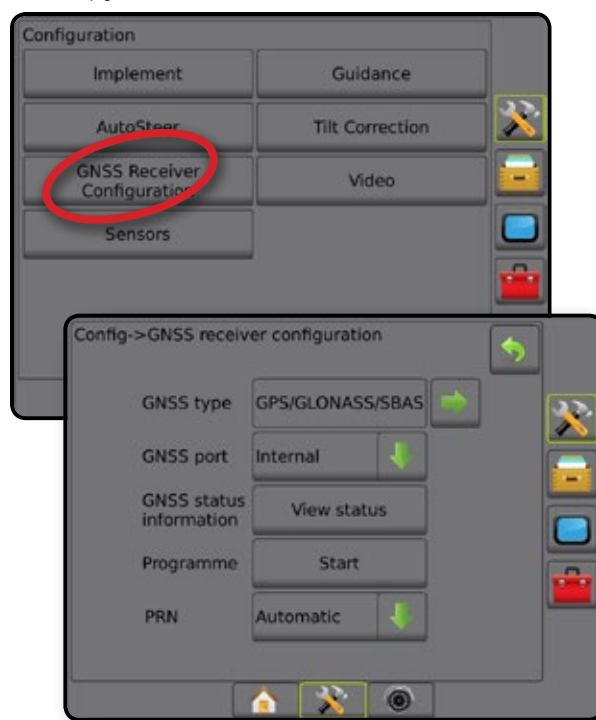 Configuration
Implement
Guidance
AutoSteer
Tilt Correction
GNSS Receiver
Configuration
Video
Sensors
Config->GNSS receiver configuration
GNSS type
GPS/GLONASS/SBAS
GNSS port
Internal
GNSS status
information
View status
Programme
Start
PRN
Automatic